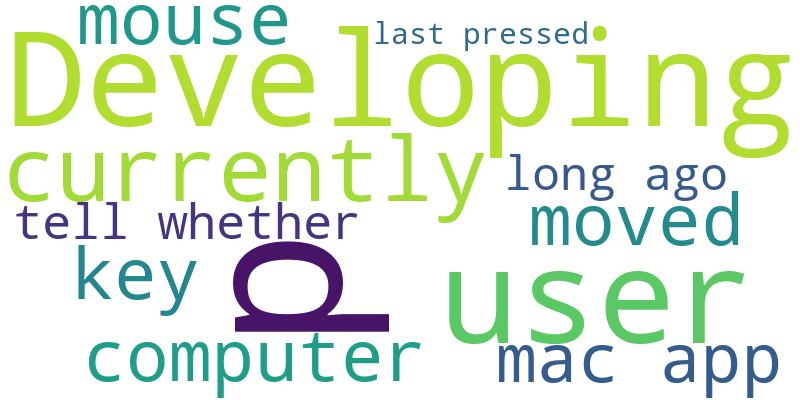 mouse
last pressed
Developing
currently
long ago
tell whether
moved
key
p
user
computer
mac app